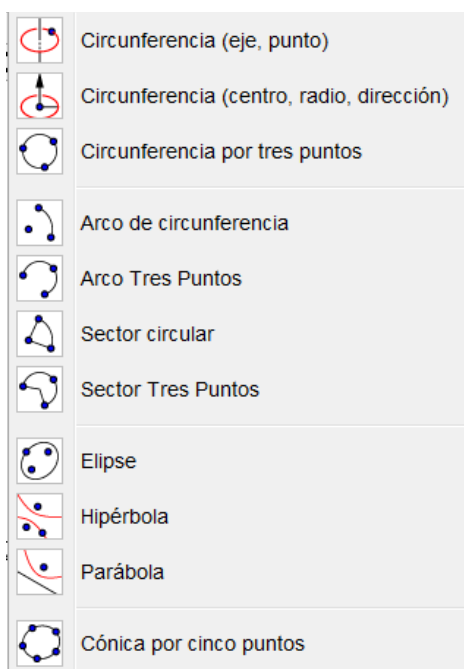 Circunferencia (eje, punto)
Circunferencia (centro, radio, dirección)
Circunferencia por tres puntos
Arco de circunferencia
Arco Tres Puntos
Sector circular
Sector Tres Puntos
Elipse
Hipérbola
Parábola
Cónica por cinco puntos